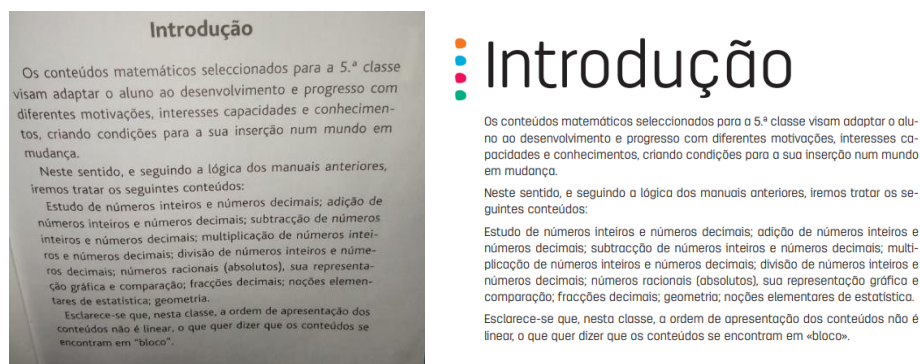 Introdução
Os conteúdos matemáticos seleccionados para a 5.ª classe
visam adaptar o aluno ao desenvolvimento e progresso com
diferentes motivações, interesses capacidades e conhecimen-
tos, criando condições para a sua inserção num mundo em
mudança.
Neste sentido, e seguindo a lógica dos manuais anteriores,
iremos tratar os seguintes conteúdos:
Estudo de números inteiros e números decimais; adição de
números inteiros e números decimais; subtracção de números
inteiros e números decimais; multiplicação de números intei-
ros e números decimais; divisão de números inteiros e núme-
ros decimais; números racionais (absolutos), sua representa-
ção gráfica e comparação; fracções decimais; noções elemen-
tares de estatística; geometria.
Esclarece-se que, nesta classe, a ordem de apresentação dos
conteúdos não é linear, o que quer dizer que os conteúdos se
encontram em "bloco".
Introdução
Os conteúdos matemáticos seleccionados para a 5.ª classe visam adaptar o alu-
no ao desenvolvimento e progresso com diferentes motivações, interesses ca-
pacidades e conhecimentos, criando condições para a sua inserção num mundo
em mudança.
Neste sentido, e seguindo a lógica dos manuais anteriores, iremos tratar os se-
guintes conteúdos:
Estudo de números inteiros e números decimais; adição de números inteiros e
números decimais; subtracção de números inteiros e números decimais; multi-
plicação de números inteiros e números decimais; divisão de números inteiros e
números decimais; números racionais (absolutos), sua representação gráfica e
comparação; fracções decimais; geometria; noções elementares de estatística.
Esclarece-se que, nesta classe, a ordem de apresentação dos conteúdos não é
linear, o que quer dizer que os conteúdos se encontram em «bloco».